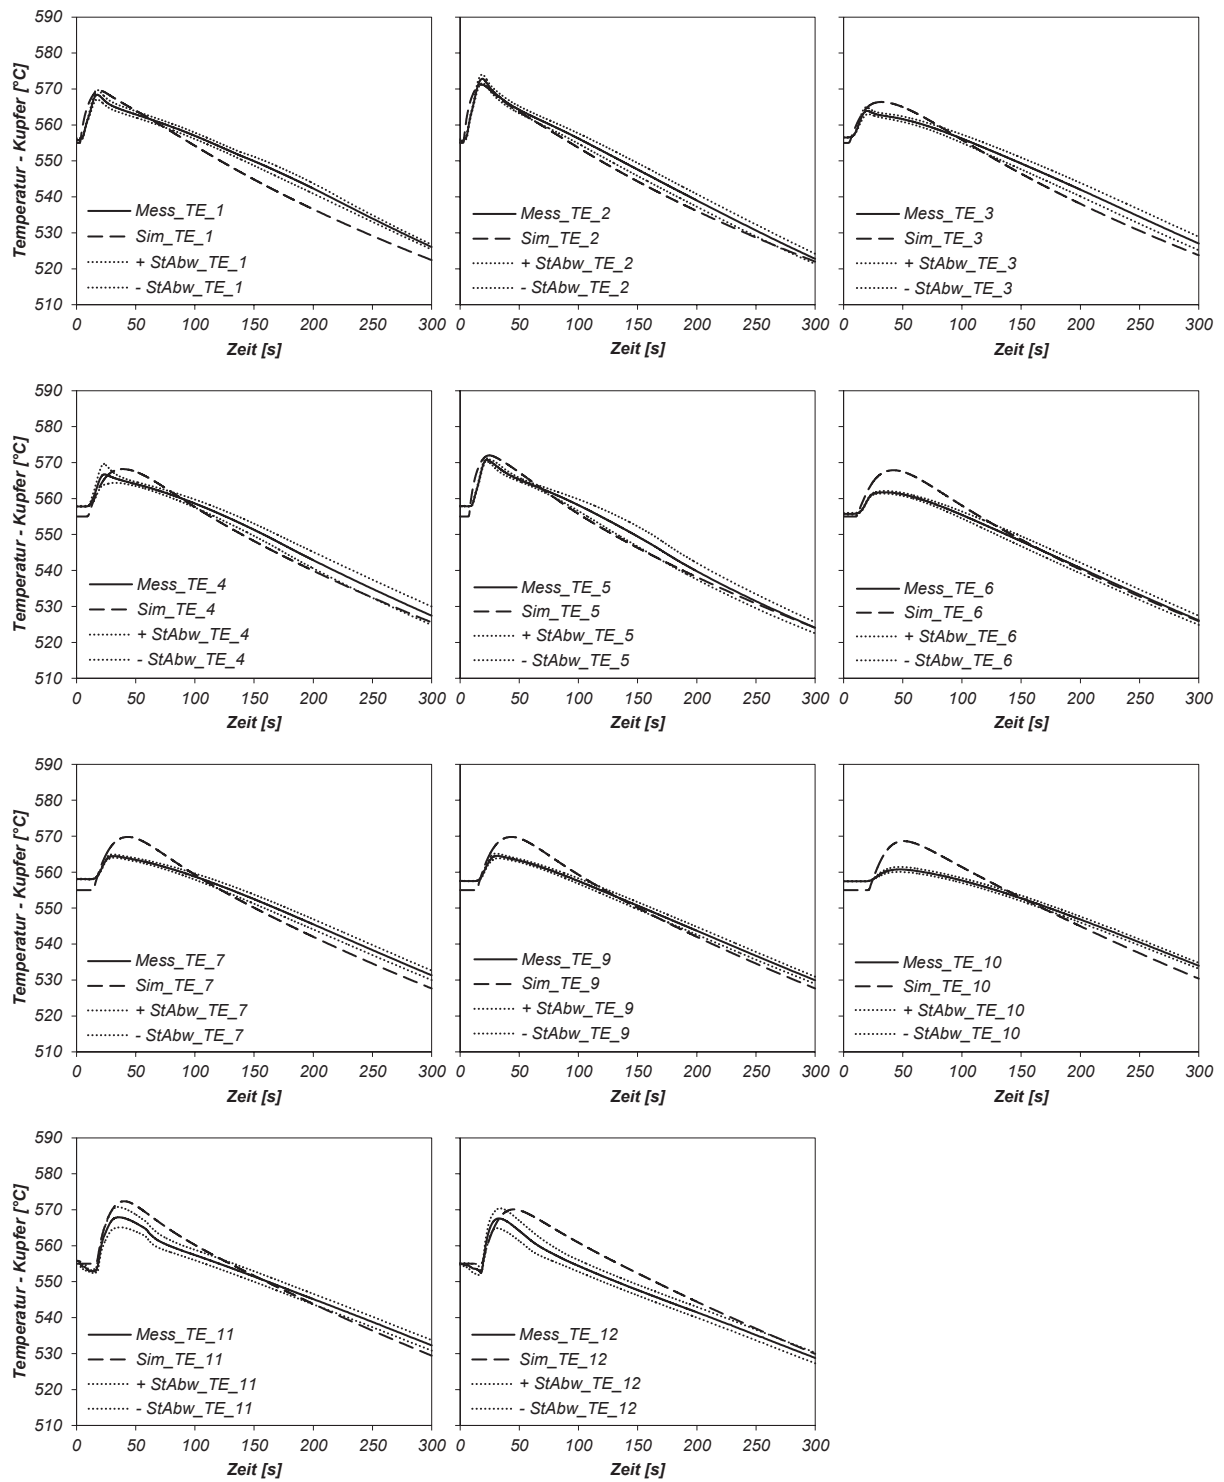 590
580
570
560
550
540
530
520
510
Temperatur - Kupfer [°C]
Mess_TE_1
Sim_TE_1
+ StAbw_TE_1
- StAbw_TE_1
0 50 100 150 200 250 300
Zeit [s]
Mess_TE_2
Sim_TE_2
+ StAbw_TE_2
- StAbw_TE_2
0 50 100 150 200 250 300
Zeit [s]
Mess_TE_3
Sim_TE_3
+ StAbw_TE_3
- StAbw_TE_3
0 50 100 150 200 250 300
Zeit [s]
590
580
570
560
550
540
530
520
510
Temperatur - Kupfer [°C]
Mess_TE_4
Sim_TE_4
+ StAbw_TE_4
- StAbw_TE_4
0 50 100 150 200 250 300
Zeit [s]
Mess_TE_5
Sim_TE_5
+ StAbw_TE_5
- StAbw_TE_5
0 50 100 150 200 250 300
Zeit [s]
Mess_TE_6
Sim_TE_6
+ StAbw_TE_6
- StAbw_TE_6
0 50 100 150 200 250 300
Zeit [s]
590
580
570
560
550
540
530
520
510
Temperatur - Kupfer [°C]
Mess_TE_7
Sim_TE_7
+ StAbw_TE_7
- StAbw_TE_7
0 50 100 150 200 250 300
Zeit [s]
Mess_TE_9
Sim_TE_9
+ StAbw_TE_9
- StAbw_TE_9
0 50 100 150 200 250 300
Zeit [s]
Mess_TE_10
Sim_TE_10
+ StAbw_TE_10
- StAbw_TE_10
0 50 100 150 200 250 300
Zeit [s]
590
580
570
560
550
540
530
520
510
Temperatur - Kupfer [°C]
Mess_TE_11
Sim_TE_11
+ StAbw_TE_11
- StAbw_TE_11
0 50 100 150 200 250 300
Zeit [s]
Mess_TE_12
Sim_TE_12
+ StAbw_TE_12
- StAbw_TE_12
0 50 100 150 200 250 300
Zeit [s]